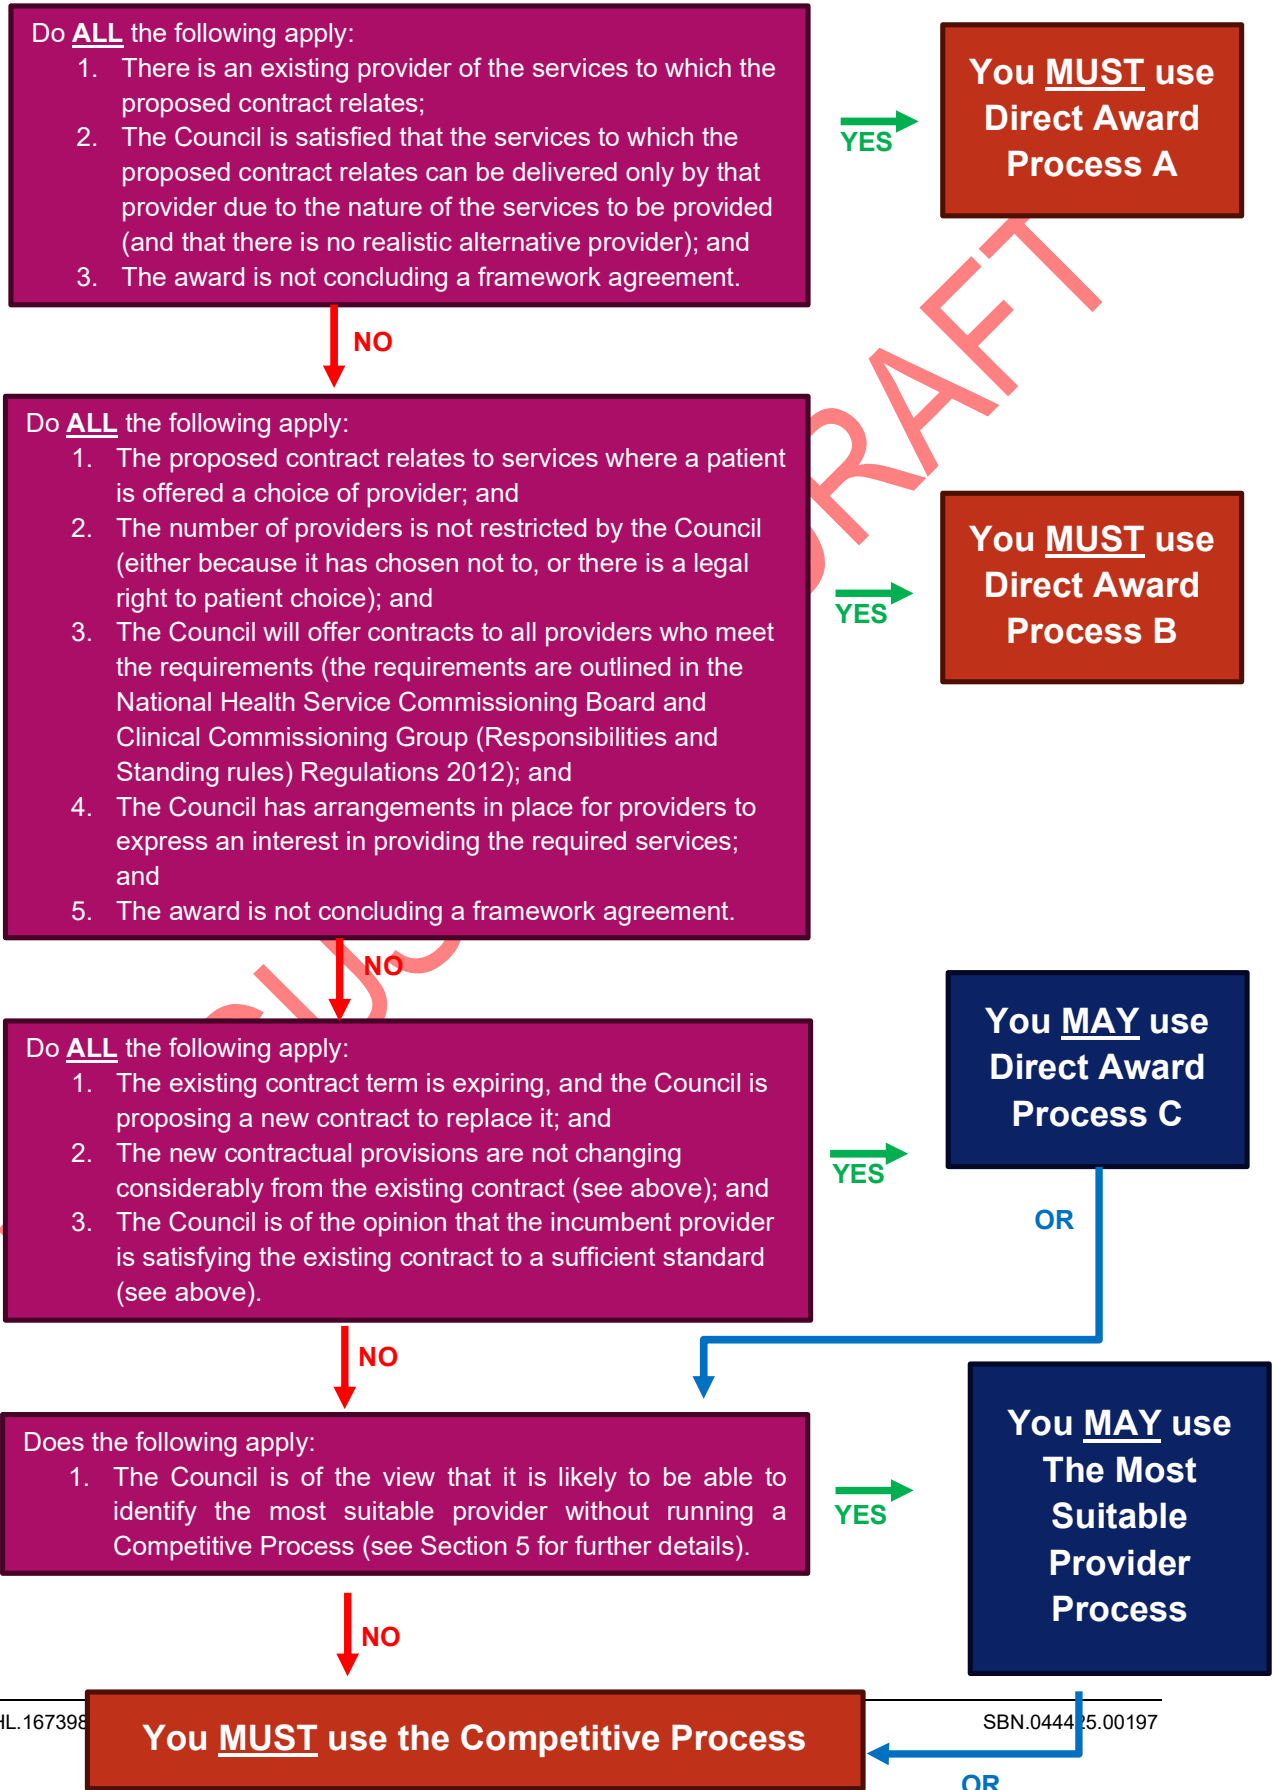 Do ALL the following apply:
1. There is an existing provider of the services to which the
proposed contract relates;
2. The Council is satisfied that the services to which the
proposed contract relates can be delivered only by that
provider due to the nature of the services to be provided
(and that there is no realistic alternative provider); and
3. The award is not concluding a framework agreement.
YES
You MUST use
Direct Award
Process A
NO
Do ALL the following apply:
1. The proposed contract relates to services where a patient
is offered a choice of provider; and
2. The number of providers is not restricted by the Council
(either because it has chosen not to, or there is a legal
right to patient choice); and
3. The Council will offer contracts to all providers who meet
the requirements (the requirements are outlined in the
National Health Service Commissioning Board and
Clinical Commissioning Group (Responsibilities and
Standing rules) Regulations 2012); and
4. The Council has arrangements in place for providers to
express an interest in providing the required services;
and
5. The award is not concluding a framework agreement.
YES
You MUST use
Direct Award
Process B
NO
Do ALL the following apply:
1. The existing contract term is expiring, and the Council is
proposing a new contract to replace it; and
2. The new contractual provisions are not changing
considerably from the existing contract (see above); and
3. The Council is of the opinion that the incumbent provider
is satisfying the existing contract to a sufficient standard
(see above).
YES
You MAY use
Direct Award
Process C
OR
NO
Does the following apply:
1. The Council is of the view that it is likely to be able to
identify the most suitable provider without running a
Competitive Process (see Section 5 for further details).
YES
You MAY use
The Most
Suitable
Provider
Process
NO
You MUST use the Competitive Process
OR
HL.167398
SBN.044425.00197
DRAFT